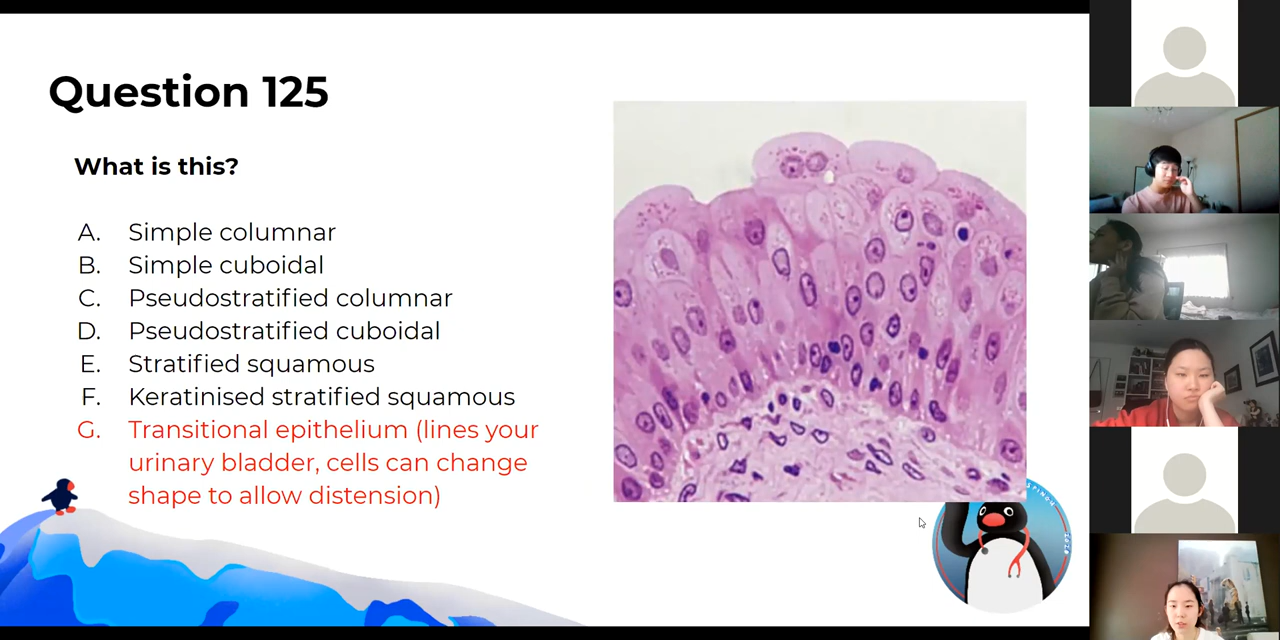 Question 125
What is this?
A. Simple columnar
B. Simple cuboidal
C. Pseudostratified columnar
D. Pseudostratified cuboidal
E. Stratified squamous
F. Keratinised stratified squamous
G. Transitional epithelium (lines your
urinary bladder, cells can change
shape to allow distension)